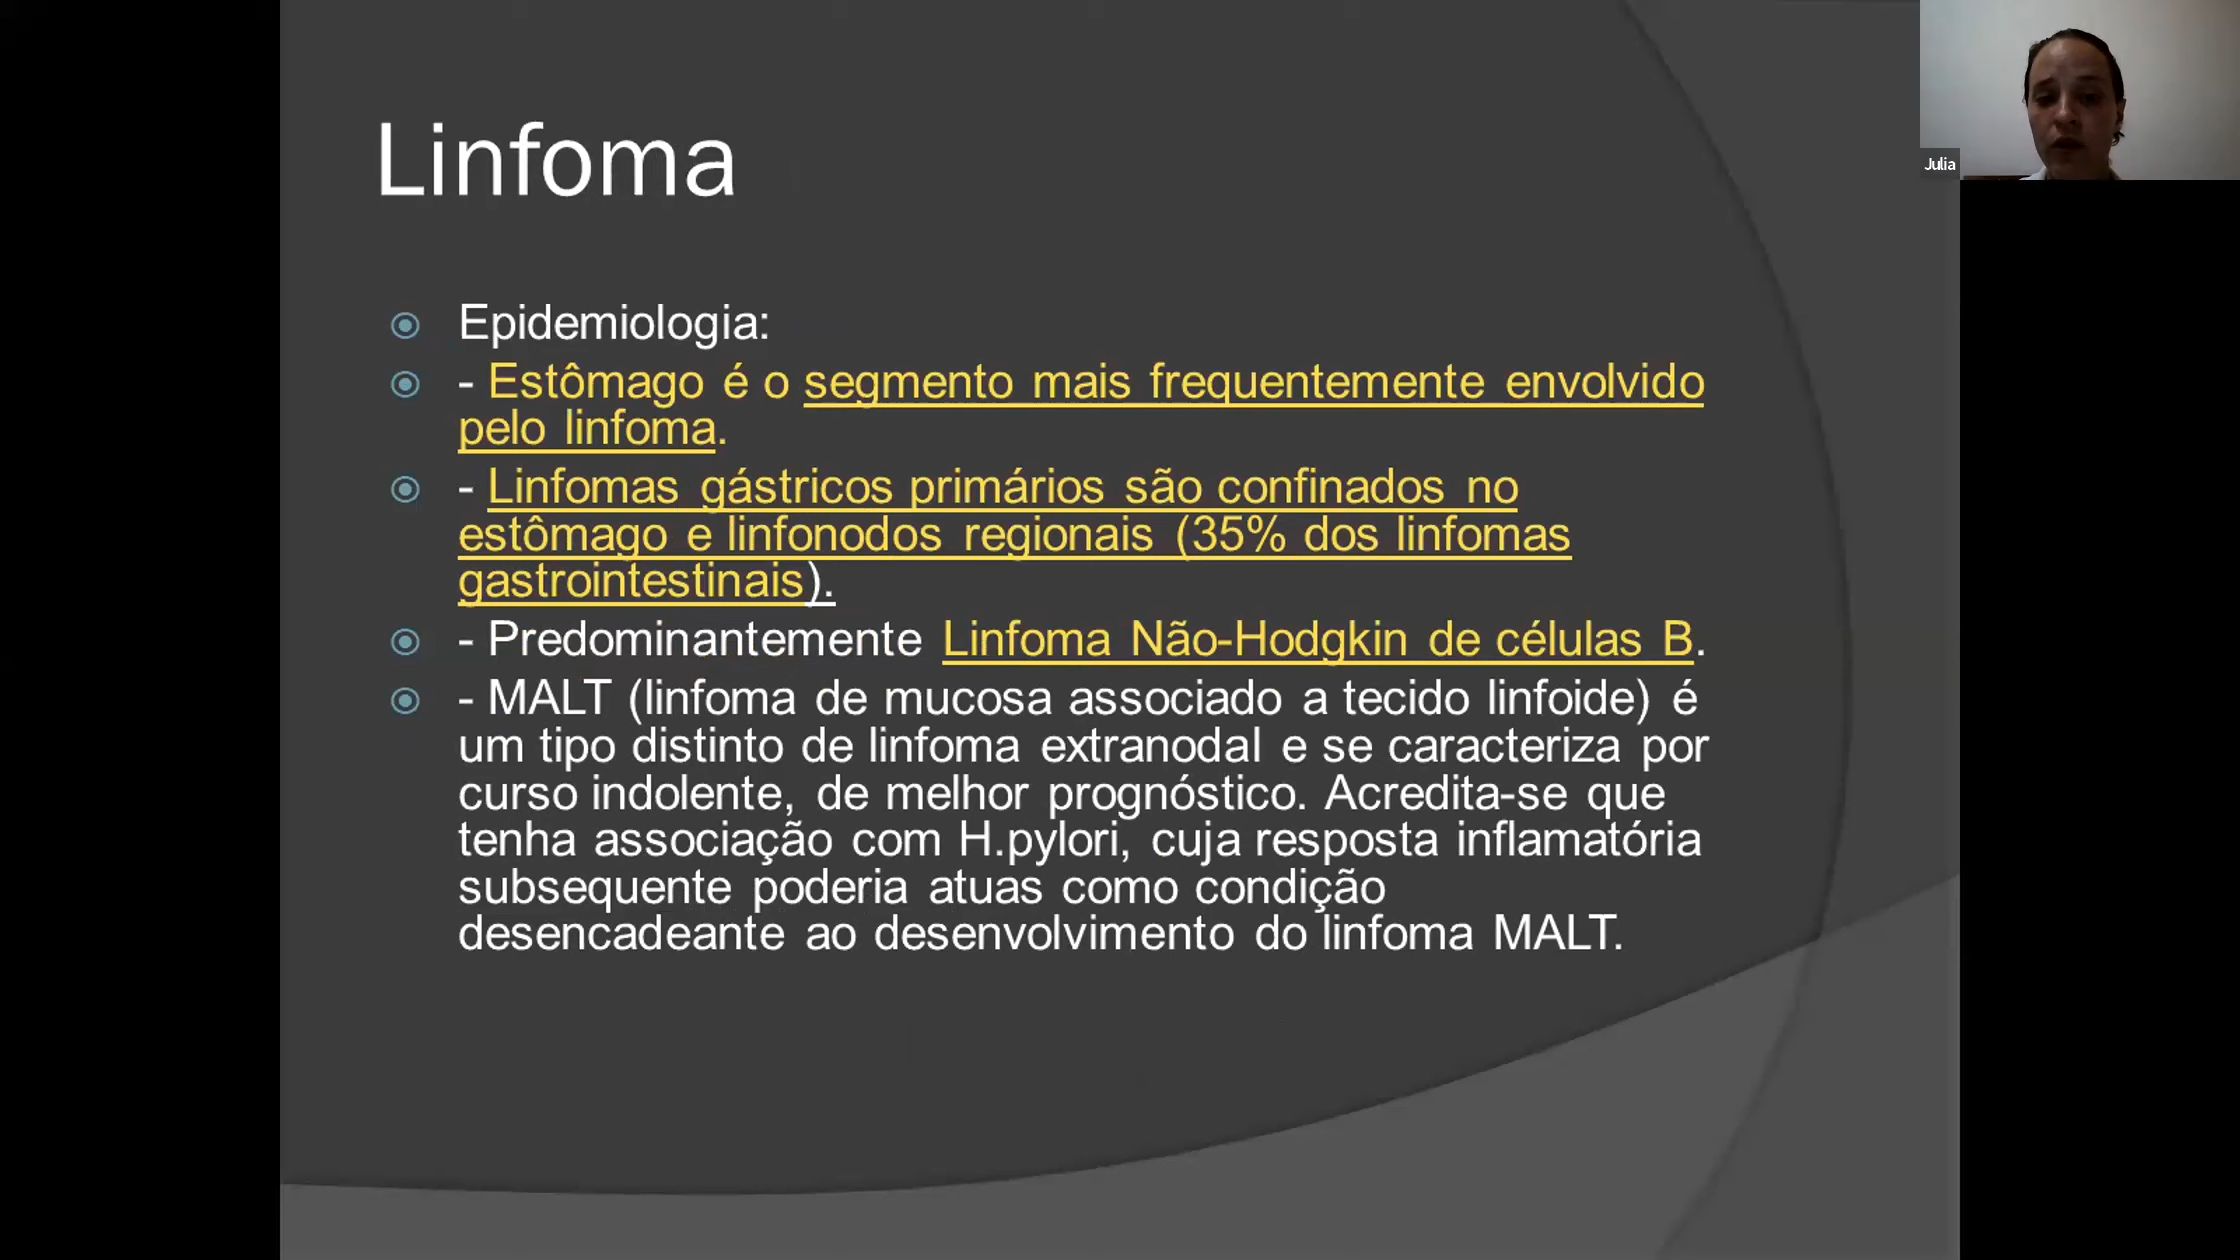 Linfoma
Julia
Epidemiologia:
- Estômago é o segmento mais frequentemente envolvido
pelo linfoma.
- Linfomas gástricos primários são confinados no
estômago e linfonodos regionais (35% dos linfomas
gastrointestinais).
- Predominantemente Linfoma Não-Hodgkin de células B.
- MALT (linfoma de mucosa associado a tecido linfoide) é
um tipo distinto de linfoma extranodal e se caracteriza por
curso indolente, de melhor prognóstico. Acredita-se que
tenha associação com H.pylori, cuja resposta inflamatória
subsequente poderia atuas como condição
desencadeante ao desenvolvimento do linfoma MALT.